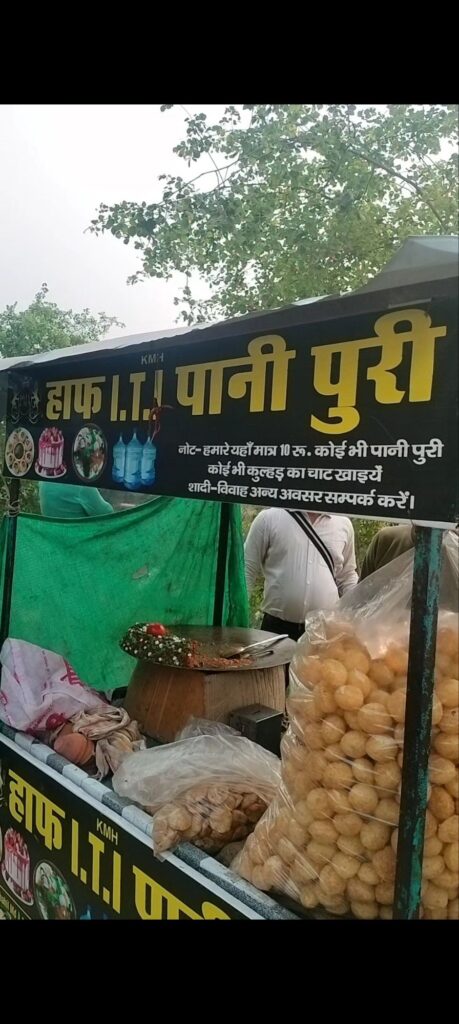 KMH
हाफ I.T.I पानी पुरी
नोट- हमारे यहाँ मात्र 10 रू. कोई भी पानी पुरी
कोई भी कुल्हड़ का चाट खाइयें
शादी-विवाह अन्य अवसर सम्पर्क करें।
KMH
हाफ I.T.I पानी